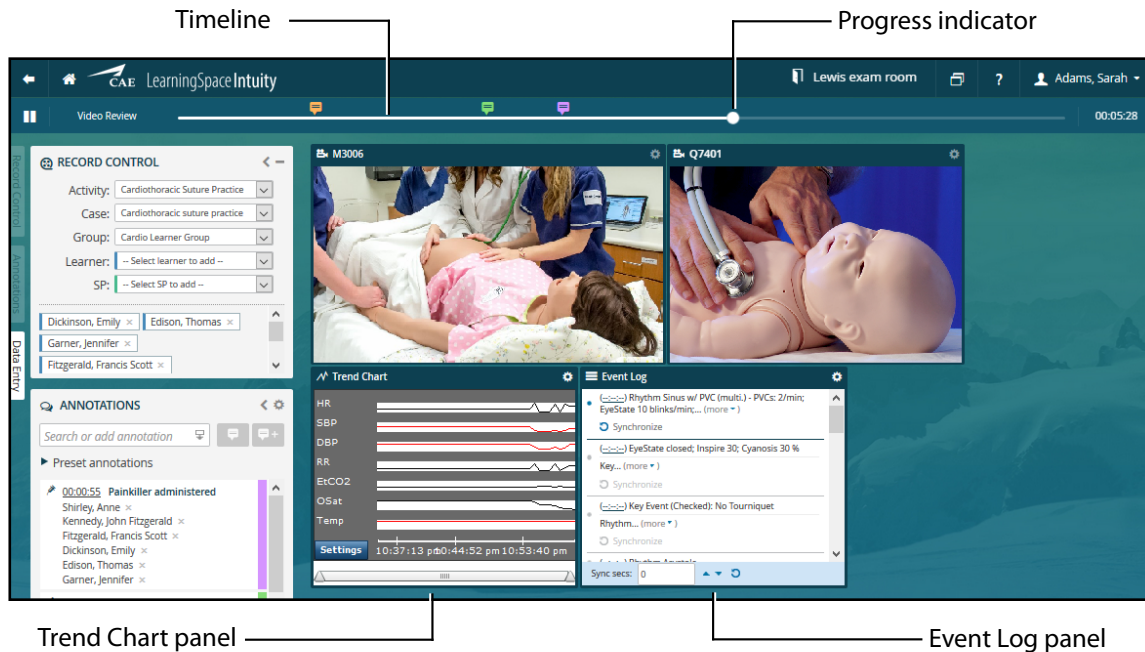 Timeline
Progress indicator
CAE LearningSpace Intuity
Lewis exam room
?
Adams, Sarah
Video Review
00:05:28
Record Control
Annotations
Data Entry
RECORD CONTROL
Activity: Cardiothoracic Suture Practice
Case: Cardiothoracic suture practice
Group: Cardio Learner Group
Learner: -- Select learner to add --
SP: -- Select SP to add --
Dickinson, Emily × Edison, Thomas ×
Garner, Jennifer ×
Fitzgerald, Francis Scott ×
ANNOTATIONS
Search or add annotation
Preset annotations
00:00:55 Painkiller administered
Shirley, Anne ×
Kennedy, John Fitzgerald ×
Fitzgerald, Francis Scott ×
Dickinson, Emily ×
Edison, Thomas ×
Garner, Jennifer ×
M3006
Q7401
Trend Chart
HR
SBP
DBP
RR
EtCO2
OSat
Temp
Settings
10:37:13 pm 10:44:52 pm 10:53:40 pm
Event Log
(--:--:--) Rhythm Sinus w/ PVC (multi.) - PVCs: 2/min;
EyeState 10 blinks/min;... (more )
Synchronize
(--:--:--) EyeState closed; Inspire 30; Cyanosis 30 %
Key... (more )
Synchronize
(--:--:--) Key Event (Checked): No Tourniquet
Rhythm... (more )
Synchronize
Sync secs: 0
Trend Chart panel
Event Log panel